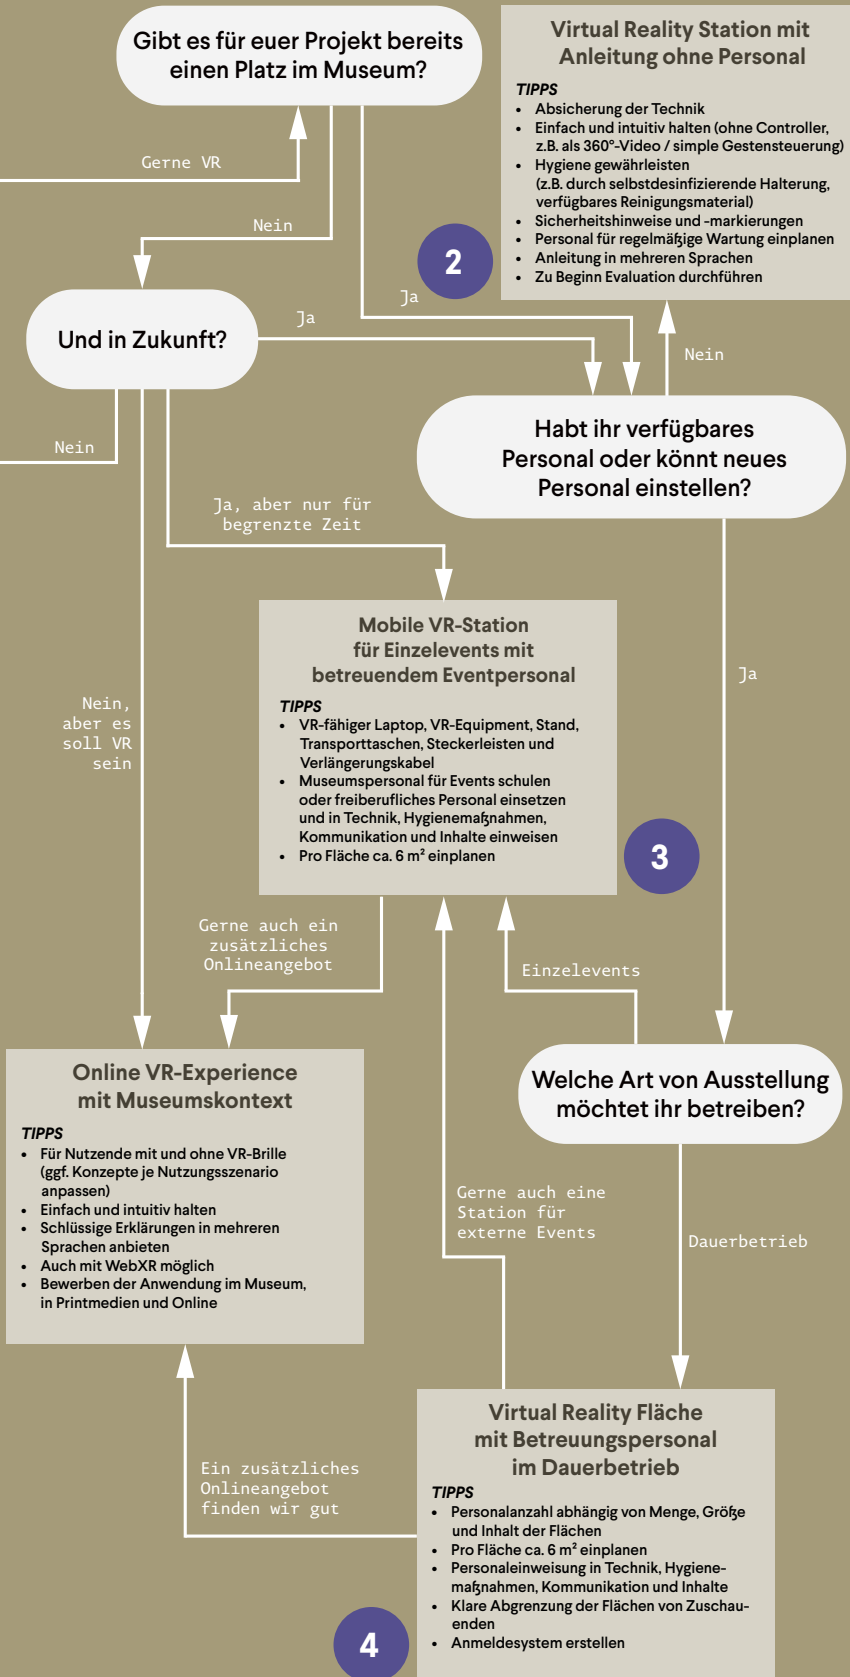 Gibt es für euer Projekt bereits
einen Platz im Museum?
Virtual Reality Station mit
Anleitung ohne Personal
TIPPS
• Absicherung der Technik
• Einfach und intuitiv halten (ohne Controller,
z.B. als 360°-Video / simple Gestensteuerung)
• Hygiene gewährleisten
(z.B. durch selbstdesinfizierende Halterung,
verfügbares Reinigungsmaterial)
• Sicherheitshinweise und -markierungen
• Personal für regelmäßige Wartung einplanen
• Anleitung in mehreren Sprachen
• Zu Beginn Evaluation durchführen
Gerne VR
Nein
2
Ja
Und in Zukunft?
Ja
Nein
Habt ihr verfügbares
Personal oder könnt neues
Personal einstellen?
Nein
Ja, aber nur für
begrenzte Zeit
Mobile VR-Station
für Einzelevents mit
betreuendem Eventpersonal
TIPPS
• VR-fähiger Laptop, VR-Equipment, Stand,
Transporttaschen, Steckerleisten und
Verlängerungskabel
• Museumspersonal für Events schulen
oder freiberufliches Personal einsetzen
und in Technik, Hygienemaßnahmen,
Kommunikation und Inhalte einweisen
• Pro Fläche ca. 6 m² einplanen
Ja
Nein,
aber es
soll VR
sein
3
Gerne auch ein
zusätzliches
Onlineangebot
Einzelevents
Online VR-Experience
mit Museumskontext
TIPPS
• Für Nutzende mit und ohne VR-Brille
(ggf. Konzepte je Nutzungsszenario
anpassen)
• Einfach und intuitiv halten
• Schlüssige Erklärungen in mehreren
Sprachen anbieten
• Auch mit WebXR möglich
• Bewerben der Anwendung im Museum,
in Printmedien und Online
Welche Art von Ausstellung
möchtet ihr betreiben?
Gerne auch eine
Station für
externe Events
Dauerbetrieb
Virtual Reality Fläche
mit Betreuungspersonal
im Dauerbetrieb
TIPPS
• Personalanzahl abhängig von Menge, Größe
und Inhalt der Flächen
• Pro Fläche ca. 6 m² einplanen
• Personaleinweisung in Technik, Hygiene-
maßnahmen, Kommunikation und Inhalte
• Klare Abgrenzung der Flächen von Zuschau-
enden
• Anmeldesystem erstellen
Ein zusätzliches
Onlineangebot
finden wir gut
4